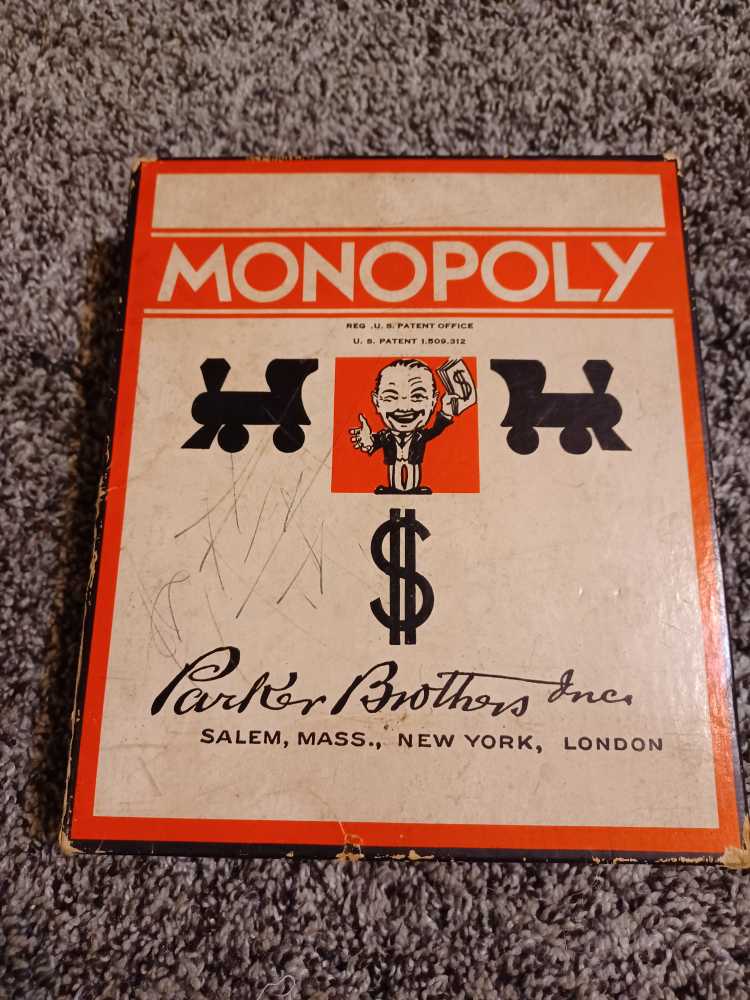 MONOPOLY
REG .U. S. PATENT OFFICE
U. S. PATENT 1.509.312
$
$
Parker Brothers Inc.
SALEM, MASS., NEW YORK, LONDON